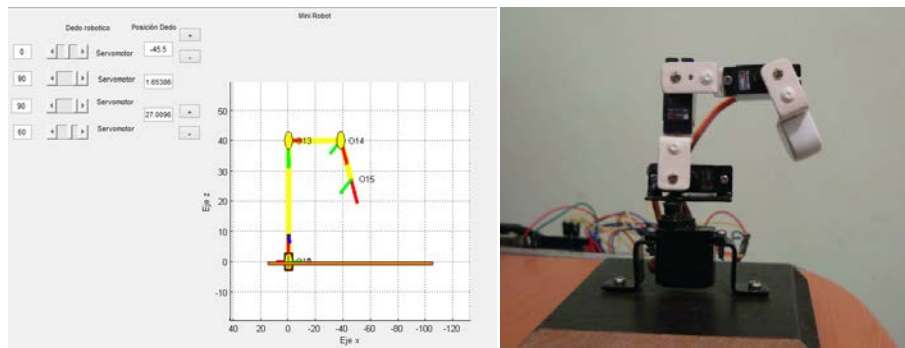 Mini Robot
Dedo robotico
Posición Dedo
+
0
Servomotor
-45.5
-
90
Servomotor
1.65386
90
Servomotor
27.0096
+
60
Servomotor
-
50
40
30
20
10
0
-10
Eje z
O13
O14
O15
40 20 0 -20 -40 -60 -80 -100 -120
Eje x